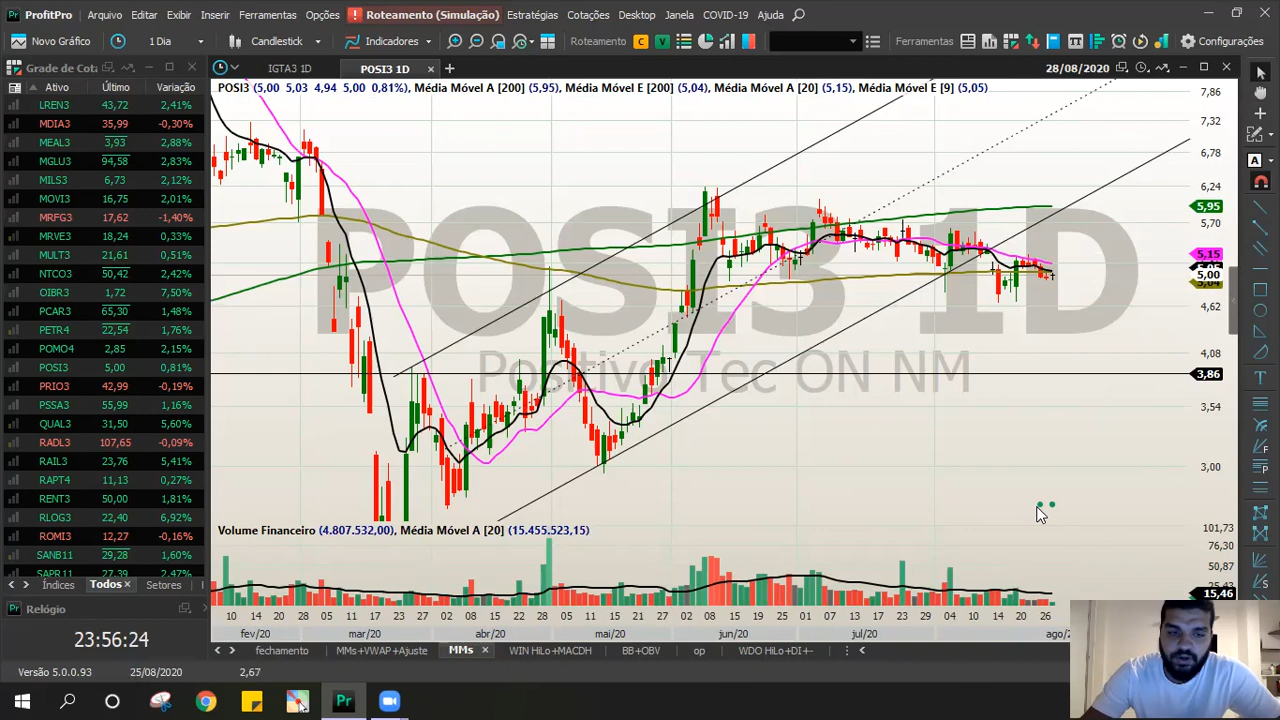 ProfitPro Arquivo Editar Exibir Inserir Ferramentas Opções Roteamento (Simulação) Estratégias Cotações Desktop Janela COVID-19 Ajuda
Novo Gráfico 1 Dia Candlestick Indicadores Roteamento C V Ferramentas Configurações
Grade de Cot IGTA3 1D POSI3 1D 28/08/2020
Ativo Último Variação
POSI3 (5,00 5,03 4,94 5,00 0,81%), Média Móvel A [200] (5,95), Média Móvel E [200] (5,04), Média Móvel A [20] (5,15), Média Móvel E [9] (5,05)
LREN3 43,72 2,41%
MDIA3 35,99 -0,30%
MEAL3 3,93 2,88%
MGLU3 94,58 2,83%
MILS3 6,73 2,12%
MOVI3 16,75 2,01%
MRFG3 17,62 -1,40%
MRVE3 18,24 0,33%
MULT3 21,61 0,51%
NTCO3 50,42 2,42%
OIBR3 1,72 7,50%
PCAR3 65,30 1,48%
PETR4 22,54 1,76%
POMO4 2,85 2,15%
POSI3 5,00 0,81%
PRIO3 42,99 -0,19%
PSSA3 55,99 1,16%
QUAL3 31,50 5,60%
RADL3 107,65 -0,09%
RAIL3 23,76 5,41%
RAPT4 11,13 0,27%
RENT3 50,00 1,81%
RLOG3 22,40 6,92%
ROMI3 12,27 -0,16%
SANB11 29,28 1,60%
SAPR11 27,39 2,47%
Índices Todos Setores
Relógio
23:56:24
POSI3 1D
Positivo Tec ON NM
7,86
7,32
6,78
6,24
5,95
5,70
5,15
5,00
5,04
4,62
4,08
3,86
3,54
3,00
Volume Financeiro (4.807.532,00), Média Móvel A [20] (15.455.523,15)
101,73
76,30
50,87
25,43
15,46
10 14 20 28 05 11 17 23 27 02 08 15 23 29 06 12 18 22 28 04 08 14 20 26
fev/20 mar/20 abr/20 mai/20 jun/20 jul/20
fechamento MMs+VWAP+Ajuste MMs WIN HiLo+MACDH BB+OBV op WDO HiLo+DI+-
Versão 5.0.0.93 25/08/2020 2,67
Pr